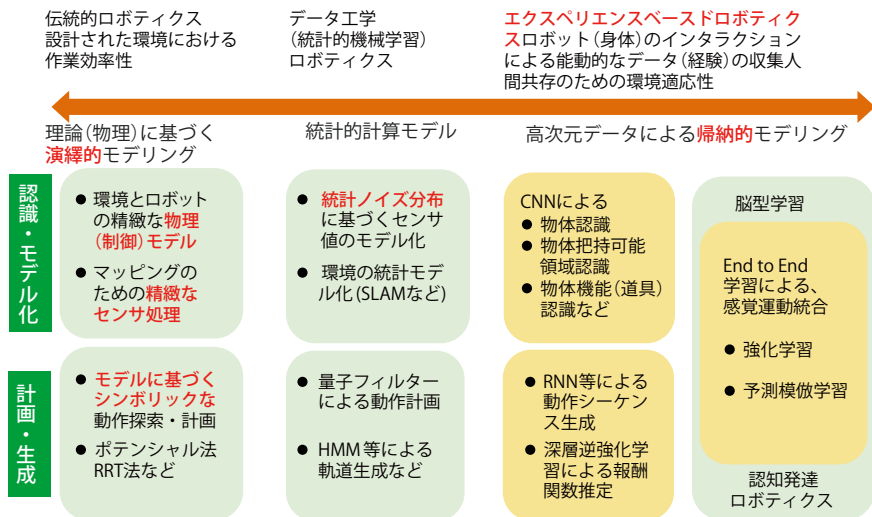 伝統的ロボティクス
設計された環境における
作業効率性
データ工学
(統計的機械学習)
ロボティクス
エクスペリエンスベースドロボティク
スロボット(身体)のインタラクション
による能動的なデータ(経験)の収集人
間共存のための環境適応性
理論(物理)に基づく
演繹的モデリング
統計的計算モデル
高次元データによる帰納的モデリング
認識・モデル化
● 環境とロボット
の精緻な物理
(制御)モデル
● マッピングの
ための精緻な
センサ処理
● 統計ノイズ分布
に基づくセンサ
値のモデル化
● 環境の統計モデ
ル化(SLAMなど)
CNNによる
● 物体認識
● 物体把持可能
領域認識
● 物体機能(道具)
認識など
脳型学習
End to End
学習による、
感覚運動統合
● 強化学習
● 予測模倣学習
認知発達
ロボティクス
計画・生成
● モデルに基づく
シンボリックな
動作探索・計画
● ポテンシャル法
RRT法など
● 量子フィルター
による動作計画
● HMM等による
軌道生成など
● RNN等による
動作シーケン
ス生成
● 深層逆強化学
習による報酬
関数推定